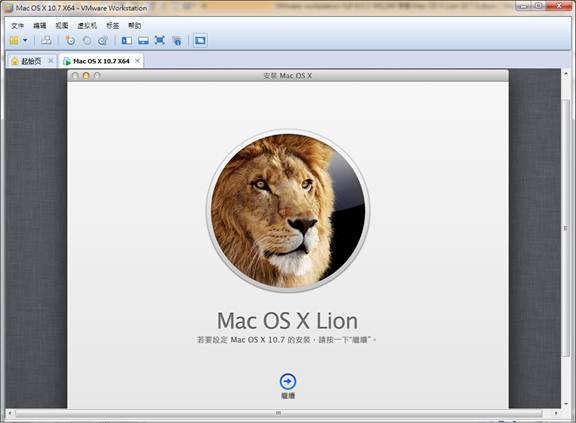 Mac OS X 10.7 X64 - VMware Workstation
文件 编辑 视图 虚拟机 标签 帮助
起始页 Mac OS X 10.7 X64
安裝 Mac OS X
Mac OS X Lion
若要設定 Mac OS X 10.7 的安裝，請按一下“繼續”。
繼續